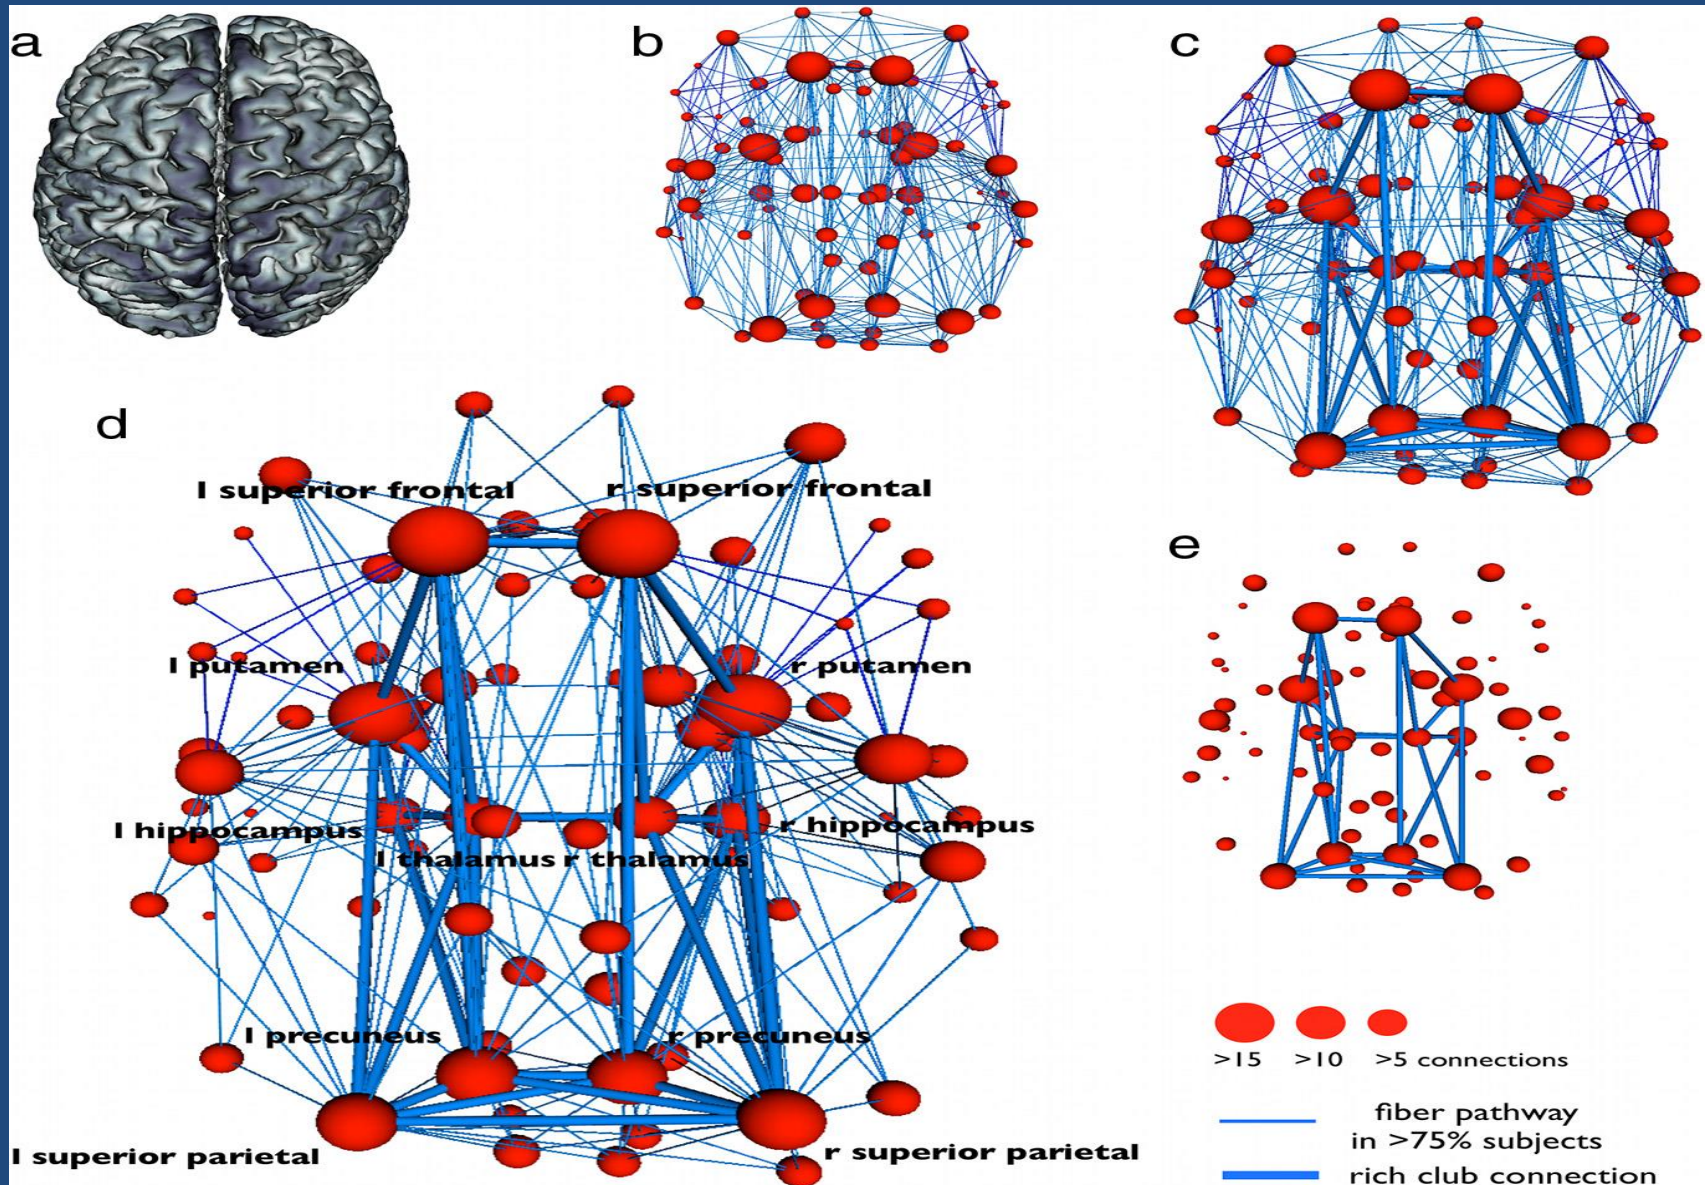 a
b
c
d
l superior frontal
r superior frontal
e
l putamen
r putamen
l hippocampus
r hippocampus
l thalamus
r thalamus
l precuneus
r precuneus
l superior parietal
r superior parietal
>15 >10 >5 connections
fiber pathway
in >75% subjects
rich club connection